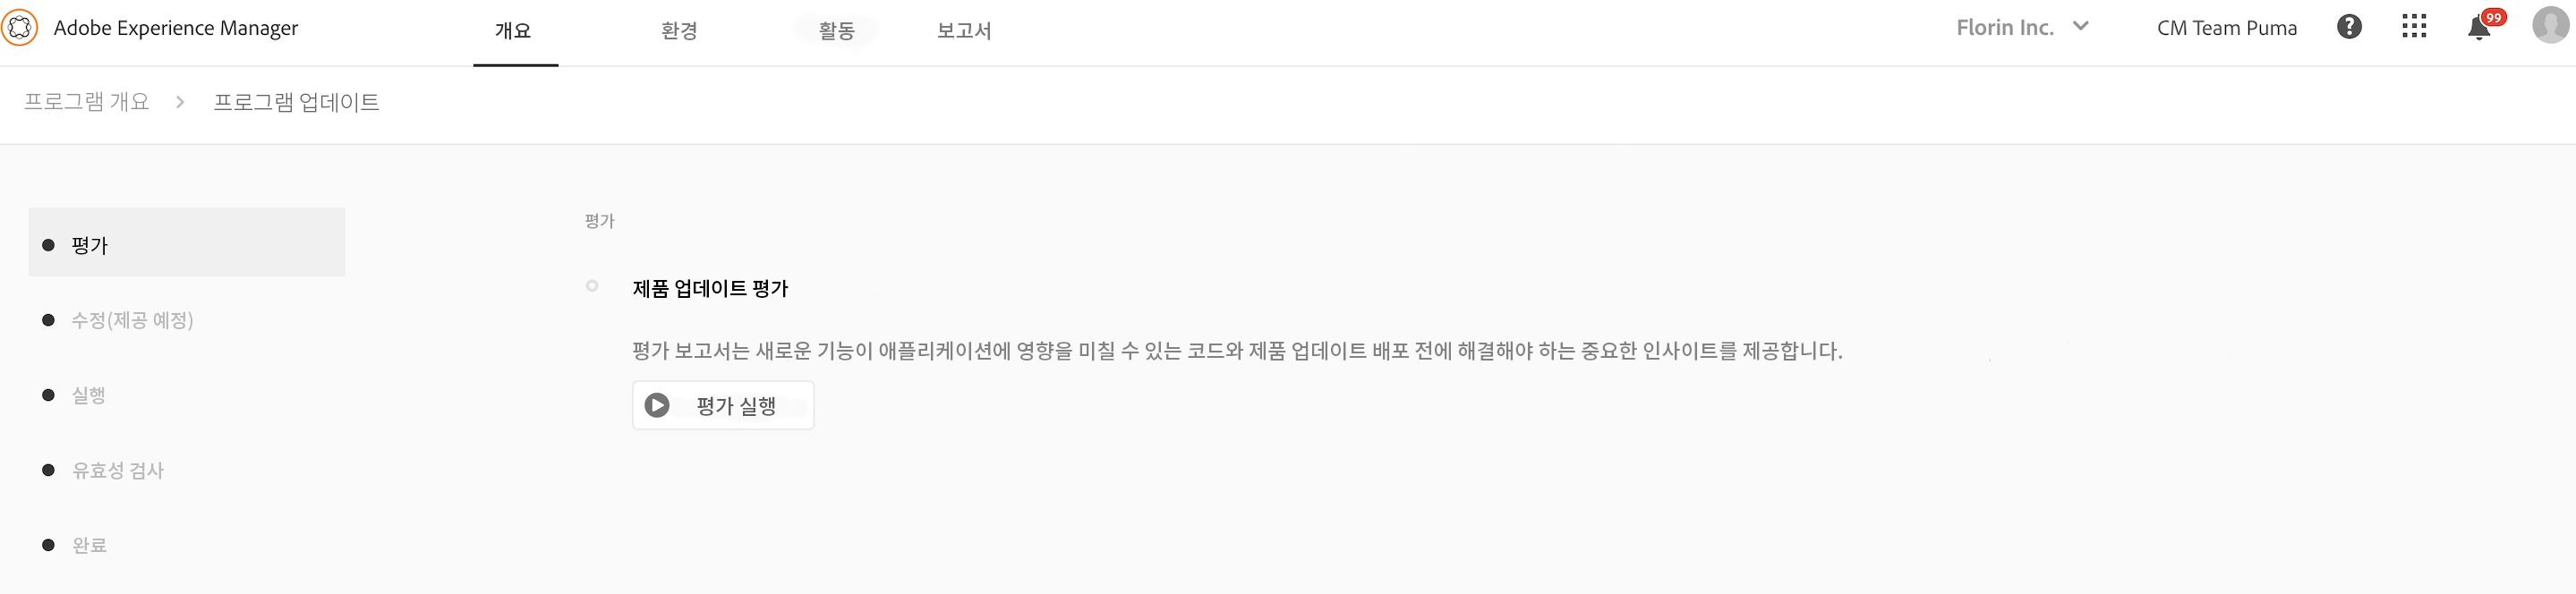 Adobe Experience Manager 개요 환경 활동 보고서 Florin Inc. CM Team Puma ? 99
프로그램 개요 > 프로그램 업데이트
평가
평가
수정(제공 예정)
실행
유효성 검사
완료
제품 업데이트 평가
평가 보고서는 새로운 기능이 애플리케이션에 영향을 미칠 수 있는 코드와 제품 업데이트 배포 전에 해결해야 하는 중요한 인사이트를 제공합니다.
평가 실행